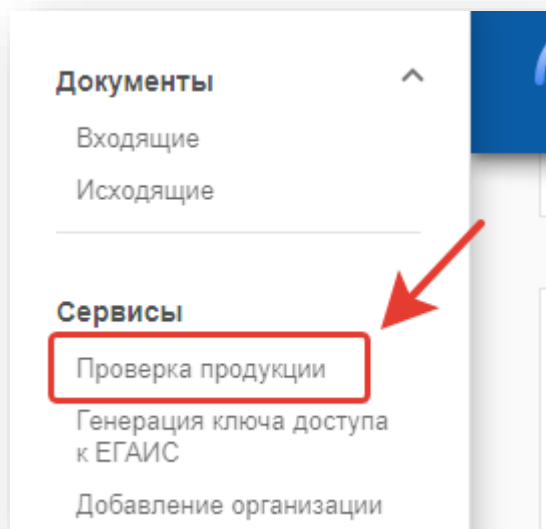 Документы
Входящие
Исходящие
Сервисы
Проверка продукции
Генерация ключа доступа
к ЕГАИС
Добавление организации